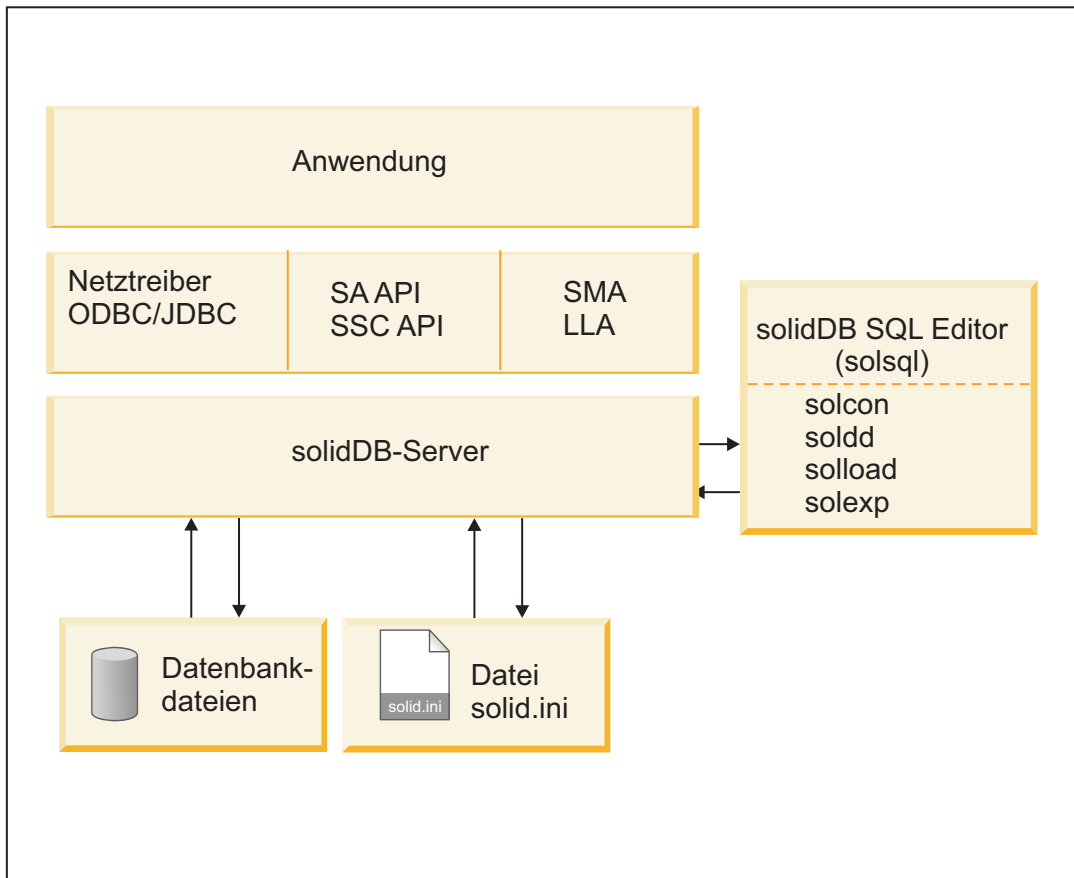 Anwendung
Netztreiber
ODBC/JDBC
SA API
SSC API
SMA
LLA
solidDB SQL Editor
(solsql)
solcon
soldd
solload
solexp
solidDB-Server
Datenbank-
dateien
solid.ini
Datei
solid.ini